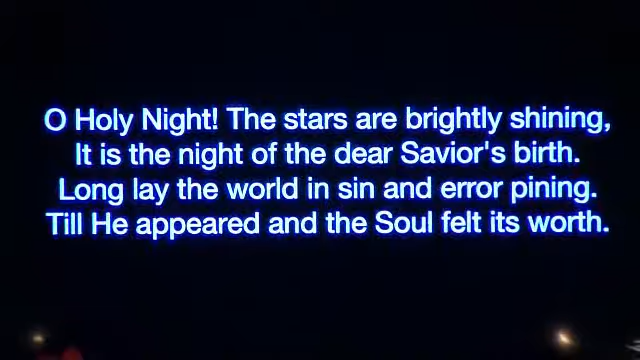 O Holy Night! The stars are brightly shining,
It is the night of the dear Savior's birth.
Long lay the world in sin and error pining.
Till He appeared and the Soul felt its worth.